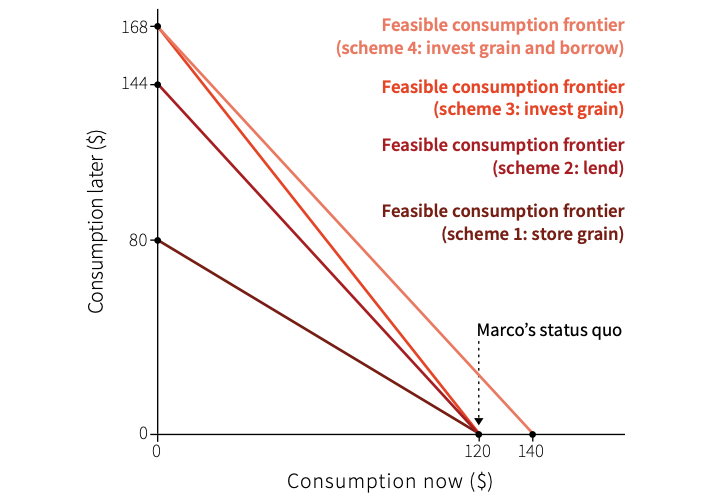 168
144
80
0
0
120
140
Consumption later ($)
Consumption now ($)
Feasible consumption frontier
(scheme 4: invest grain and borrow)
Feasible consumption frontier
(scheme 3: invest grain)
Feasible consumption frontier
(scheme 2: lend)
Feasible consumption frontier
(scheme 1: store grain)
Marco’s status quo